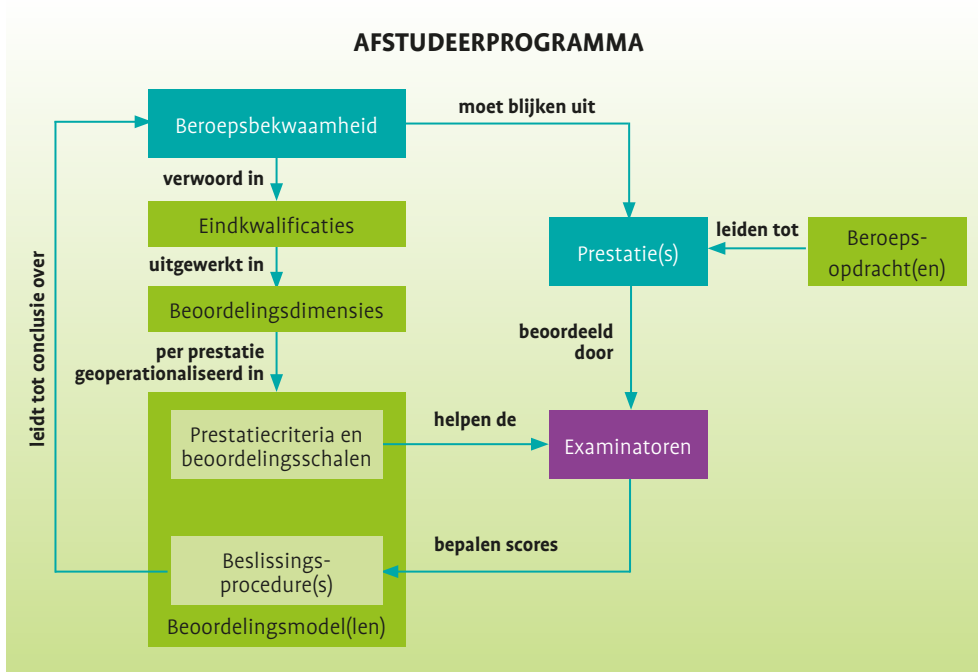 AFSTUDEERPROGRAMMA
moet blijken uit
Beroepsbekwaamheid
verwoord in
Eindkwalificaties
uitgewerkt in
Beoordelingsdimensies
per prestatie
geoperationaliseerd in
Prestatiecriteria en
beoordelingsschalen
helpen de
Prestatie(s)
leiden tot
Beroeps-
opdracht(en)
beoordeeld
door
Examinatoren
bepalen scores
Beslissings-
procedure(s)
Beoordelingsmodel(len)
leidt tot conclusie over